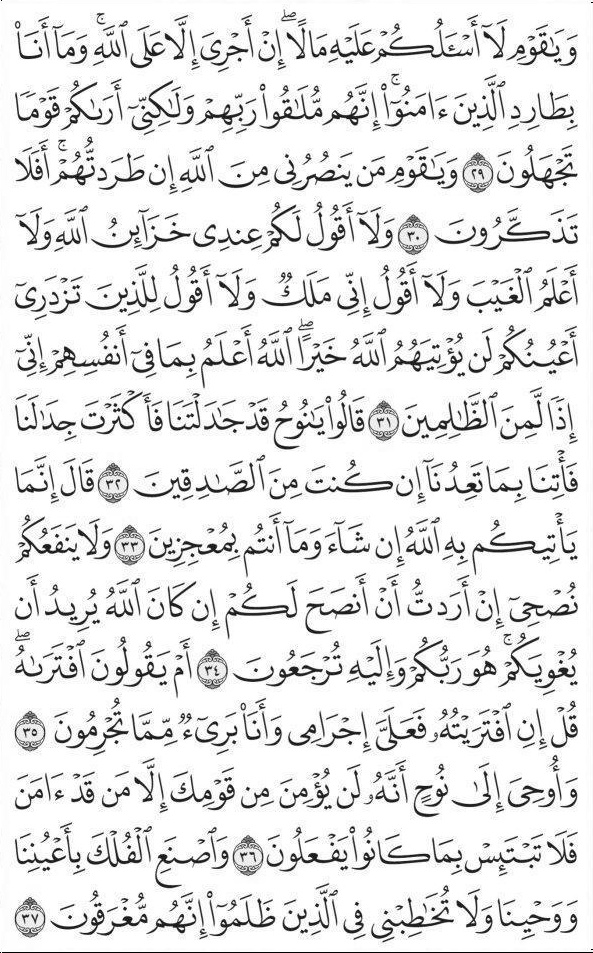 وَيَٰقَوۡمِ لَآ أَسۡـَٔلُكُمۡ عَلَيۡهِ مَالًاۖ إِنۡ أَجۡرِيَ إِلَّا عَلَى ٱللَّهِۚ وَمَآ أَنَا۠
بِطَارِدِ ٱلَّذِينَ ءَامَنُوٓاْۚ إِنَّهُم مُّلَٰقُواْ رَبِّهِمۡ وَلَٰكِنِّيٓ أَرَىٰكُمۡ قَوۡمٗا
تَجۡهَلُونَ ٢٩ وَيَٰقَوۡمِ مَن يَنصُرُنِي مِنَ ٱللَّهِ إِن طَرَدتُّهُمۡۚ أَفَلَا
تَذَكَّرُونَ ٣٠ وَلَآ أَقُولُ لَكُمۡ عِندِي خَزَآئِنُ ٱللَّهِ وَلَآ
أَعۡلَمُ ٱلۡغَيۡبَ وَلَآ أَقُولُ إِنِّي مَلَكٞ وَلَآ أَقُولُ لِلَّذِينَ تَزۡدَرِيٓ
أَعۡيُنُكُمۡ لَن يُؤۡتِيَهُمُ ٱللَّهُ خَيۡرًاۖ ٱللَّهُ أَعۡلَمُ بِمَا فِيٓ أَنفُسِهِمۡ إِنِّيٓ
إِذٗا لَّمِنَ ٱلظَّٰلِمِينَ ٣١ قَالُواْ يَٰنُوحُ قَدۡ جَٰدَلۡتَنَا فَأَكۡثَرۡتَ جِدَٰلَنَا
فَأۡتِنَا بِمَا تَعِدُنَآ إِن كُنتَ مِنَ ٱلصَّٰدِقِينَ ٣٢ قَالَ إِنَّمَا
يَأۡتِيكُم بِهِ ٱللَّهُ إِن شَآءَ وَمَآ أَنتُم بِمُعۡجِزِينَ ٣٣ وَلَا يَنفَعُكُمۡ
نُصۡحِيٓ إِنۡ أَرَدتُّ أَنۡ أَنصَحَ لَكُمۡ إِن كَانَ ٱللَّهُ يُرِيدُ أَن
يُغۡوِيَكُمۡۚ هُوَ رَبُّكُمۡ وَإِلَيۡهِ تُرۡجَعُونَ ٣٤ أَمۡ يَقُولُونَ ٱفۡتَرَىٰهُۖ
قُلۡ إِنِ ٱفۡتَرَيۡتُهُۥ فَعَلَيَّ إِجۡرَامِي وَأَنَا۠ بَرِيٓءٞ مِّمَّا تُجۡرِمُونَ ٣٥
وَأُوحِيَ إِلَىٰ نُوحٍ أَنَّهُۥ لَن يُؤۡمِنَ مِن قَوۡمِكَ إِلَّا مَن قَدۡ ءَامَنَ
فَلَا تَبۡتَئِسۡ بِمَا كَانُواْ يَفۡعَلُونَ ٣٦ وَٱصۡنَعِ ٱلۡفُلۡكَ بِأَعۡيُنِنَا
وَوَحۡيِنَا وَلَا تُخَٰطِبۡنِي فِي ٱلَّذِينَ ظَلَمُوٓاْ إِنَّهُم مُّغۡرَقُونَ ٣٧